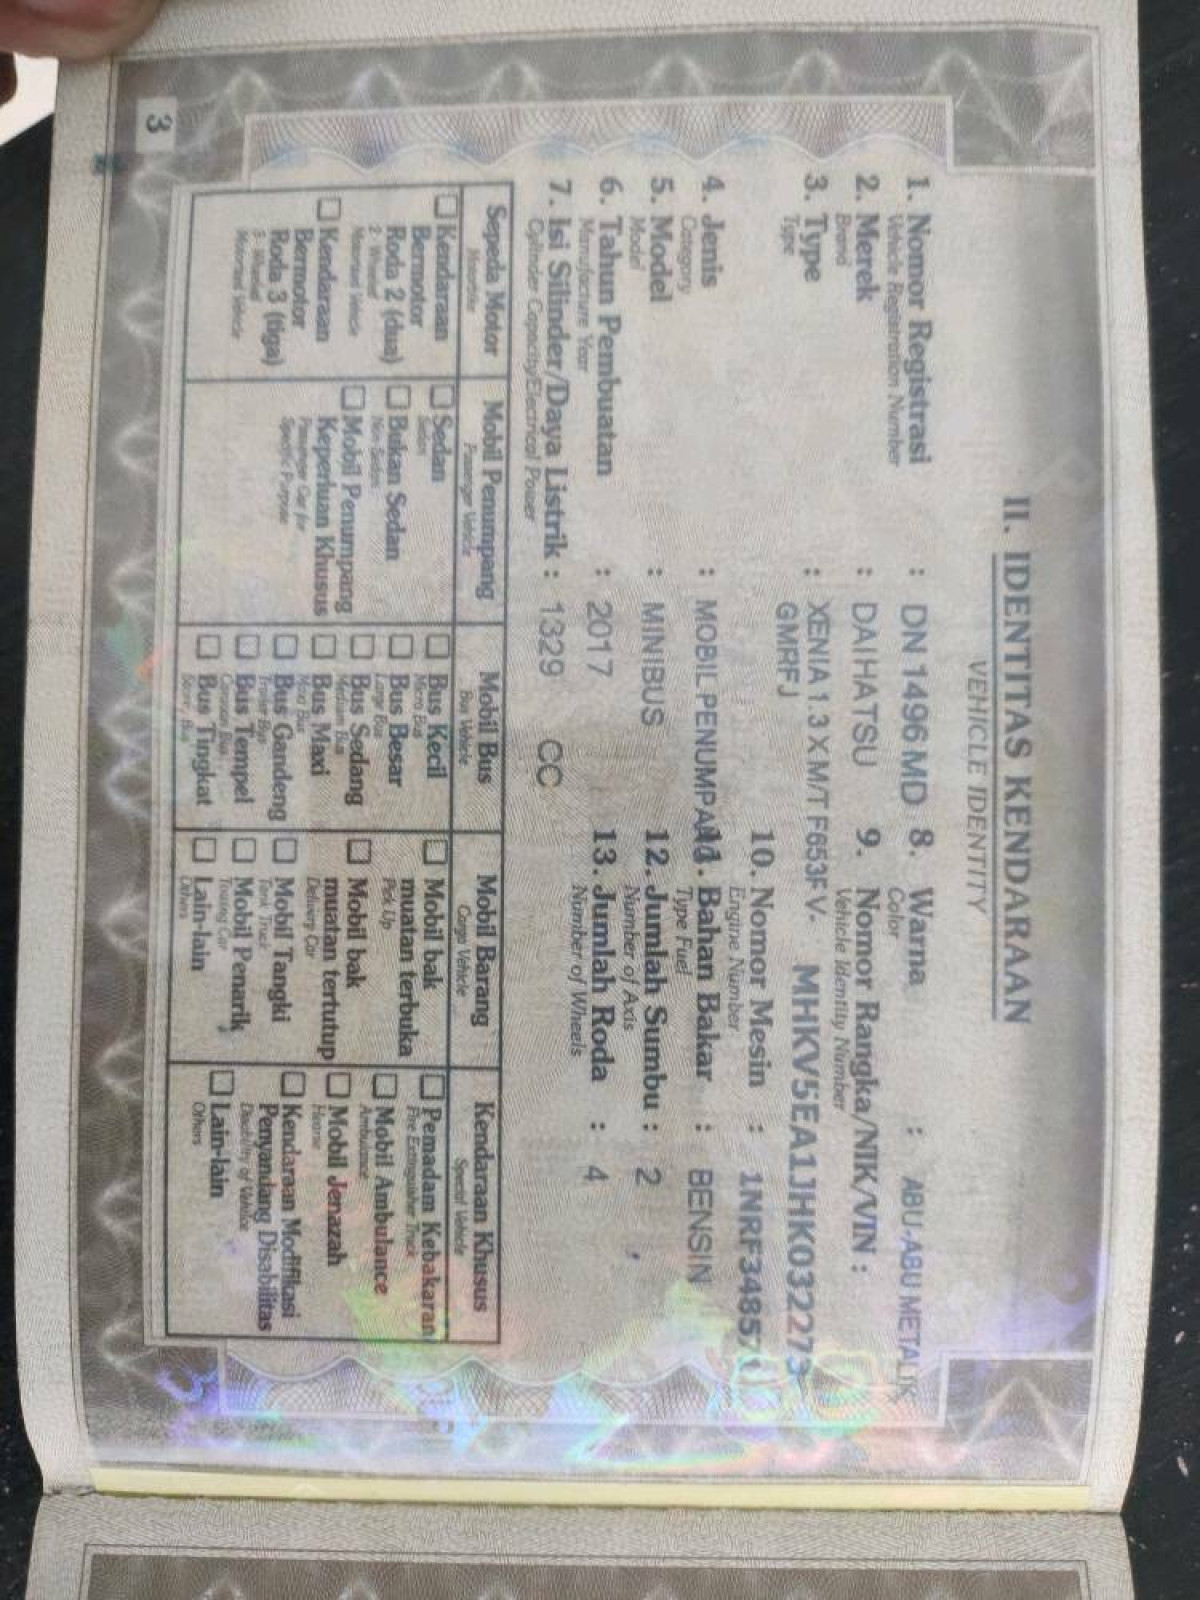 II. IDENTITAS KENDARAAN
VEHICLE IDENTITY
1. Nomor Registrasi : DN 1496 MD
Vehicle Registration Number
2. Merek : DAIHATSU
Brand
3. Type : XENIA 1.3 X M/T F653FV-
Type
GMRFJ
4. Jenis : MOBIL PENUMPANG
Category
5. Model : MINIBUS
Model
6. Tahun Pembuatan : 2017
Manufacture Year
7. Isi Silinder/Daya Listrik : 1329 CC
Cylinder Capacity/Electrical Power
8. Warna : ABU-ABU METALIK
Color
9. Nomor Rangka/NIK/VIN :
Vehicle Identity Number
MHKV5EA1JHK032273
10. Nomor Mesin : 1NRF34857
Engine Number
11. Bahan Bakar : BENSIN
Type Fuel
12. Jumlah Sumbu : 2
Number of Axis
13. Jumlah Roda : 4
Number of Wheels
Sepeda Motor
Motorbike
Kendaraan
Bermotor
Roda 2 (dua)
2 - Wheeled
Motorized Vehicle
Kendaraan
Bermotor
Roda 3 (tiga)
3 - Wheeled
Motorized Vehicle
Mobil Penumpang
Passenger Vehicle
Sedan
Sedan
Bukan Sedan
Non-Sedan
Mobil Penumpang
Keperluan Khusus
Passenger Car for
Specific Purpose
Mobil Bus
Bus Vehicle
Bus Kecil
Micro Bus
Bus Besar
Large Bus
Bus Sedang
Medium Bus
Bus Maxi
Maxi Bus
Bus Gandeng
Trailer Bus
Bus Tempel
Bus Tingkat
Mobil Barang
Cargo Vehicle
Mobil bak
muatan terbuka
Pick Up
Mobil bak
muatan tertutup
Delivery Car
Mobil Tangki
Tank Truck
Mobil Penarik
Towing Car
Lain-lain
Others
Kendaraan Khusus
Special Vehicle
Pemadam Kebakaran
Fire Extinguisher Truck
Mobil Ambulance
Ambulance
Mobil Jenazah
Hearse
Kendaraan Modifikasi
Penyandang Disabilitas
Disability of Vehicle
Lain-lain
Others
3